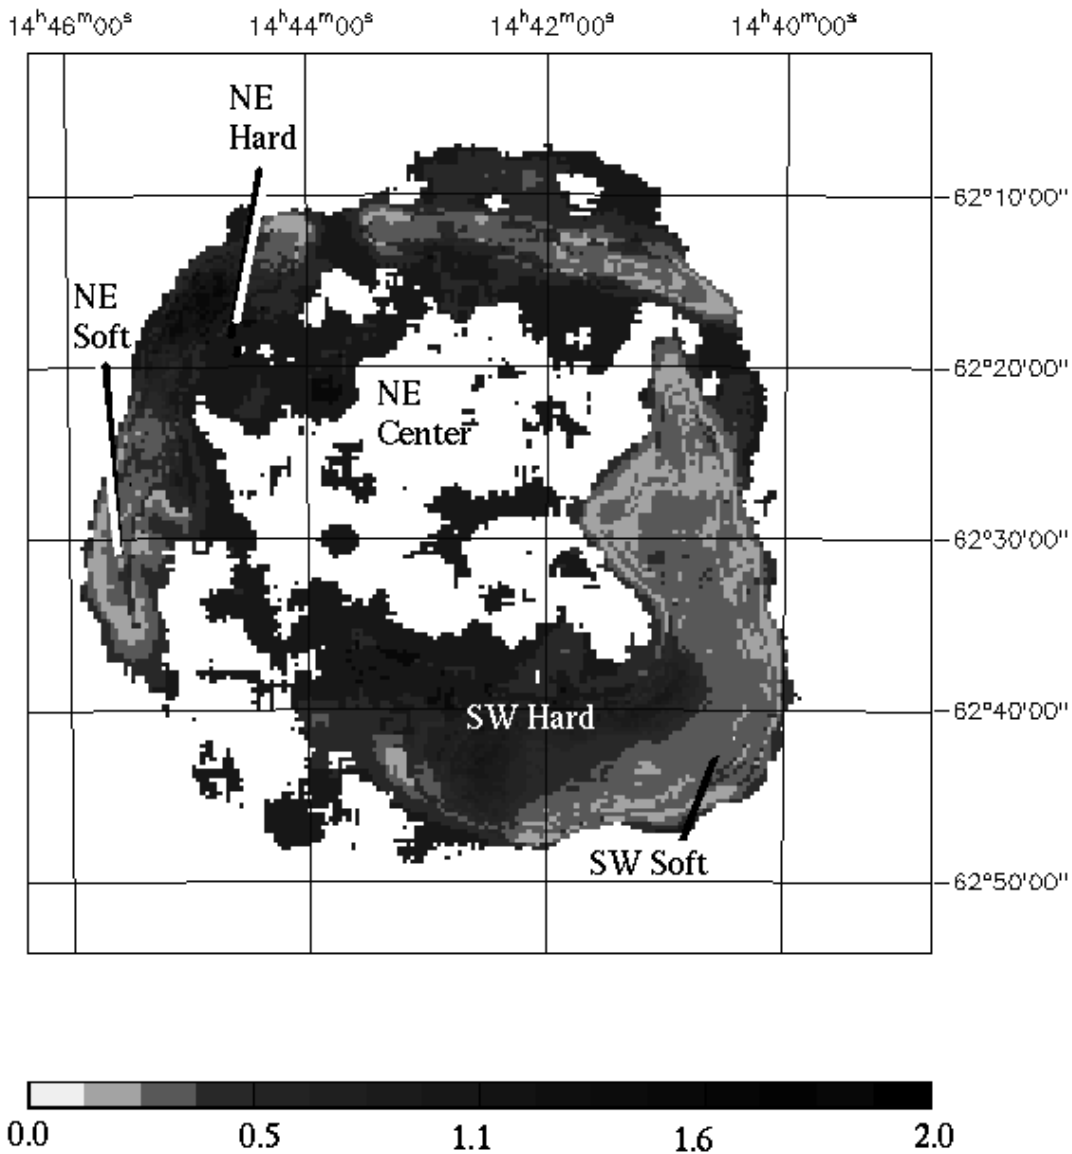 14ʰ46ᵐ00ˢ 14ʰ44ᵐ00ˢ 14ʰ42ᵐ00ˢ 14ʰ40ᵐ00ˢ
NE
Hard
62°10'00"
NE
Soft
62°20'00"
NE
Center
62°30'00"
SW Hard
62°40'00"
SW Soft
62°50'00"
0.0 0.5 1.1 1.6 2.0